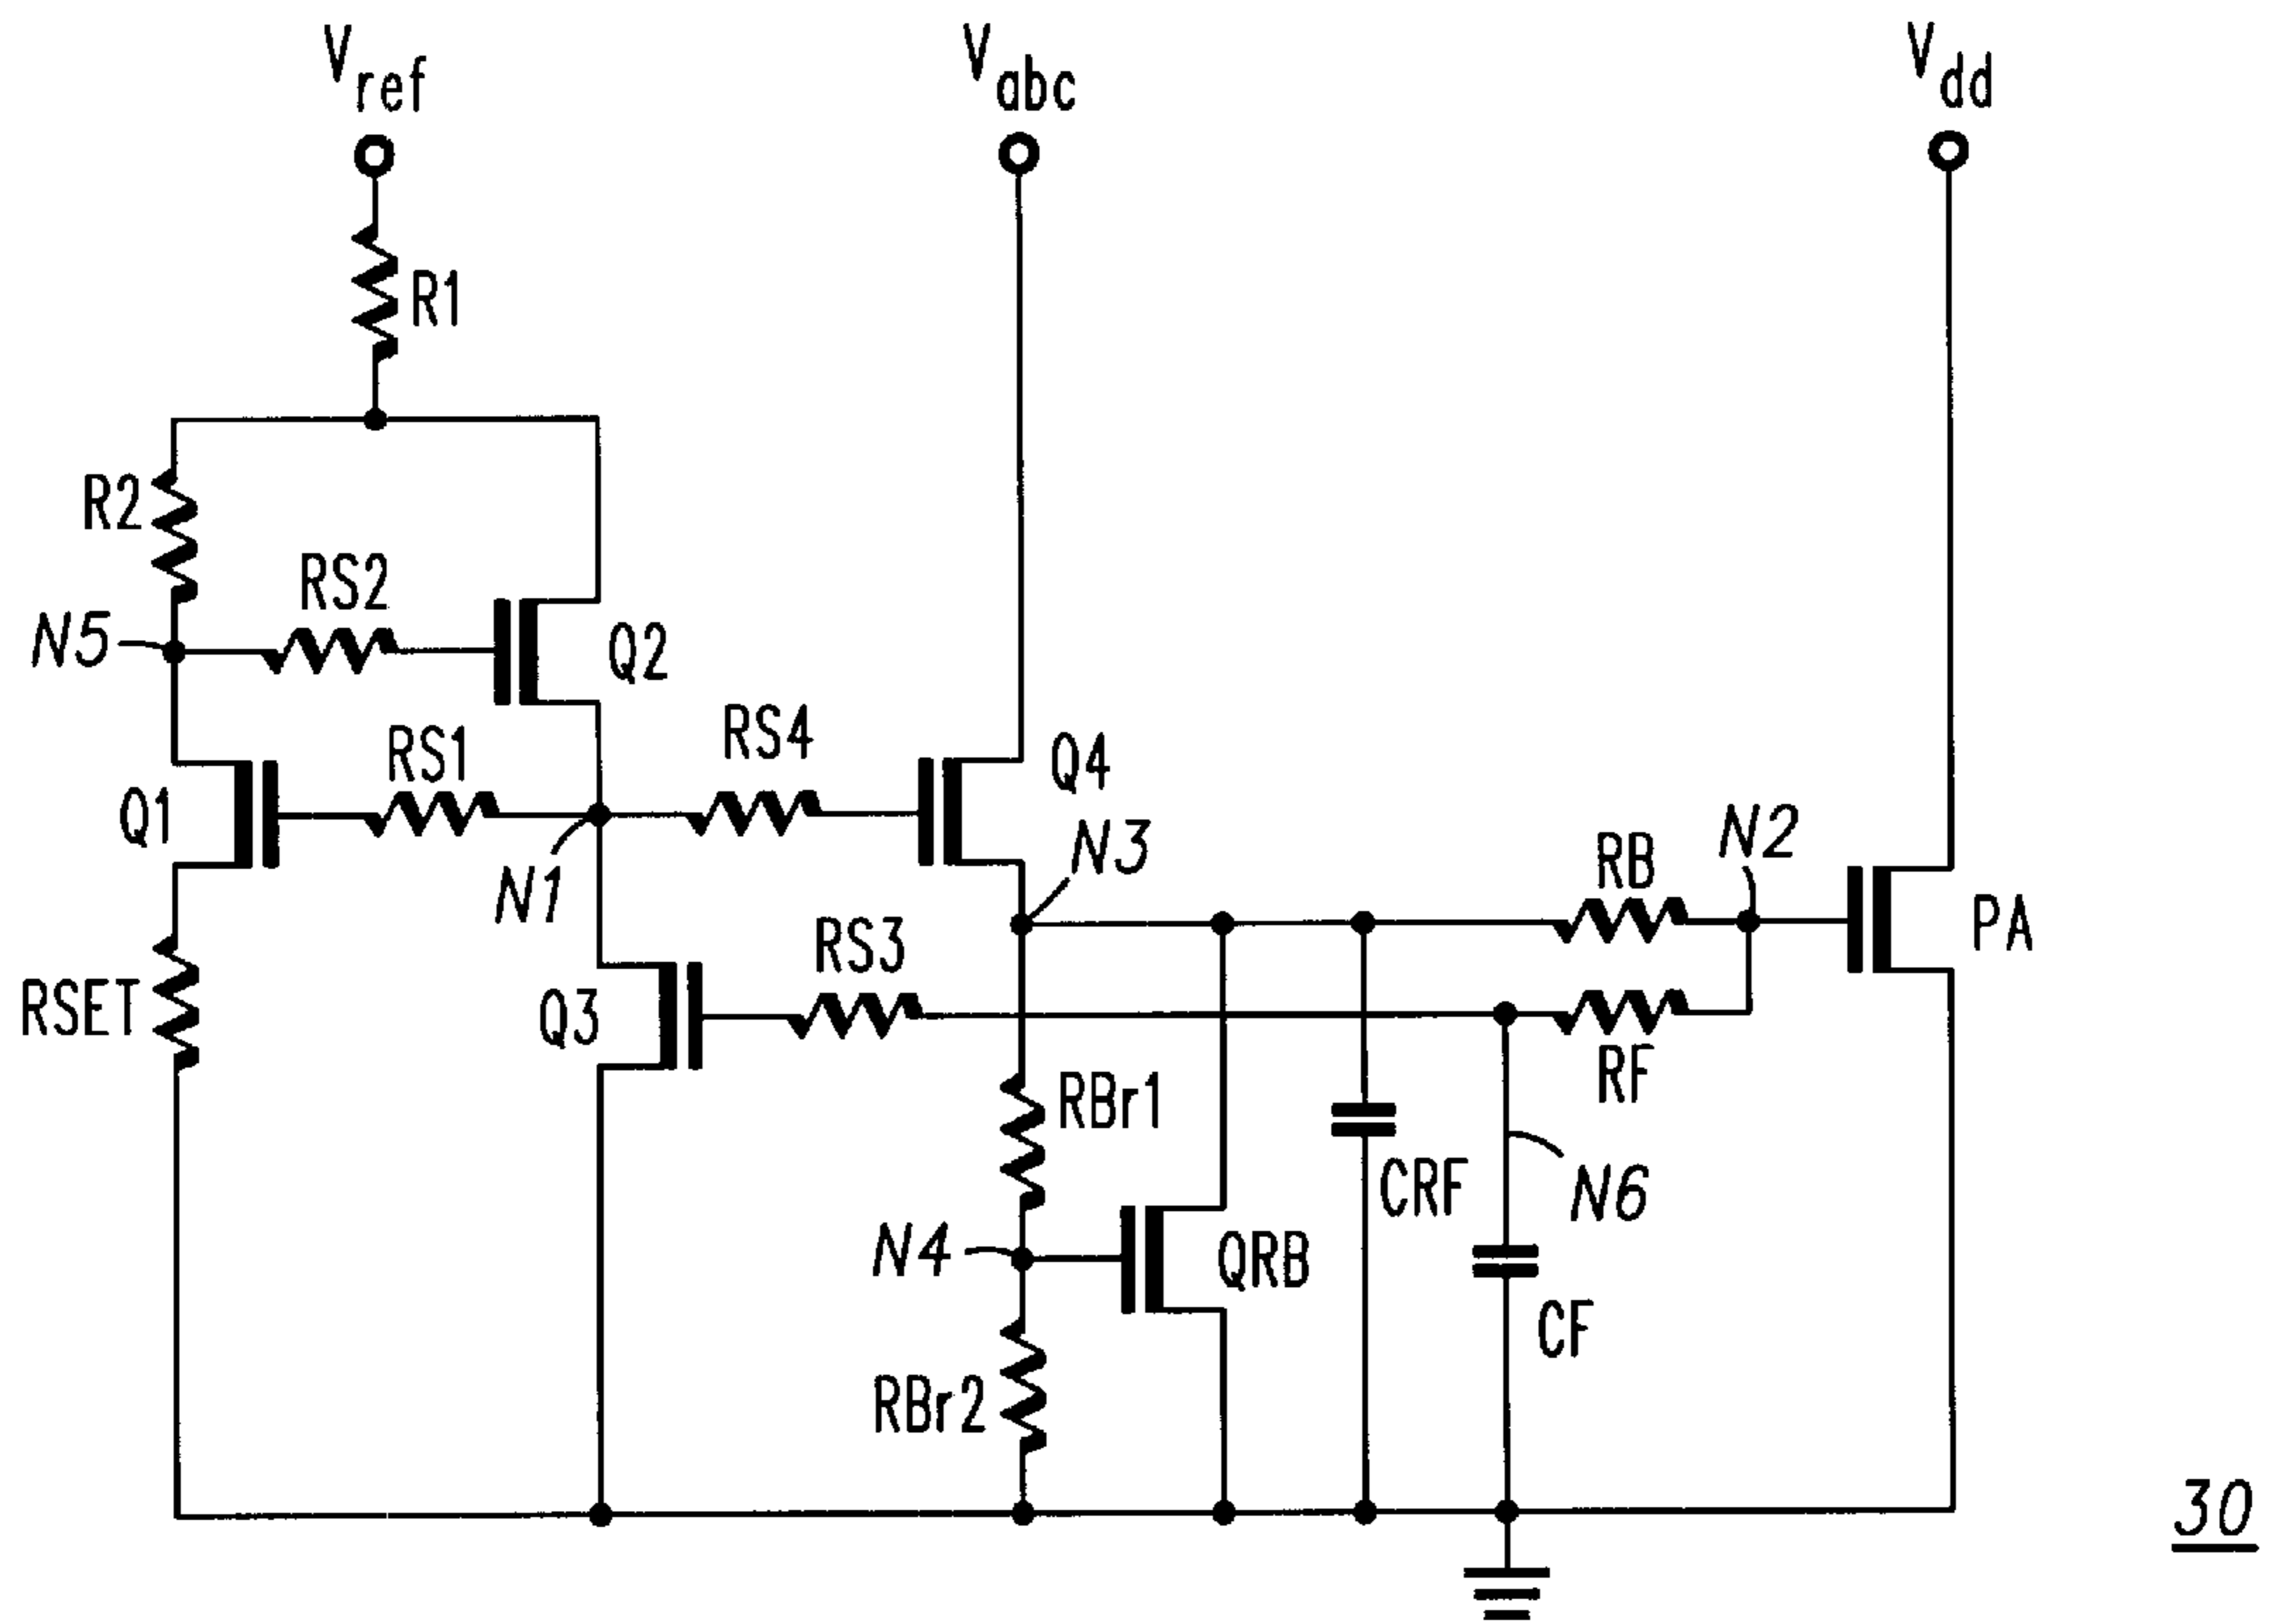 Vref
Vabc
Vdd
R1
R2
RS2
N5
Q2
RS1
RS4
Q4
Q1
N1
N3
RB
N2
PA
RS3
RSET
Q3
RF
RBr1
CRF
N6
N4
QRB
CF
RBr2
30